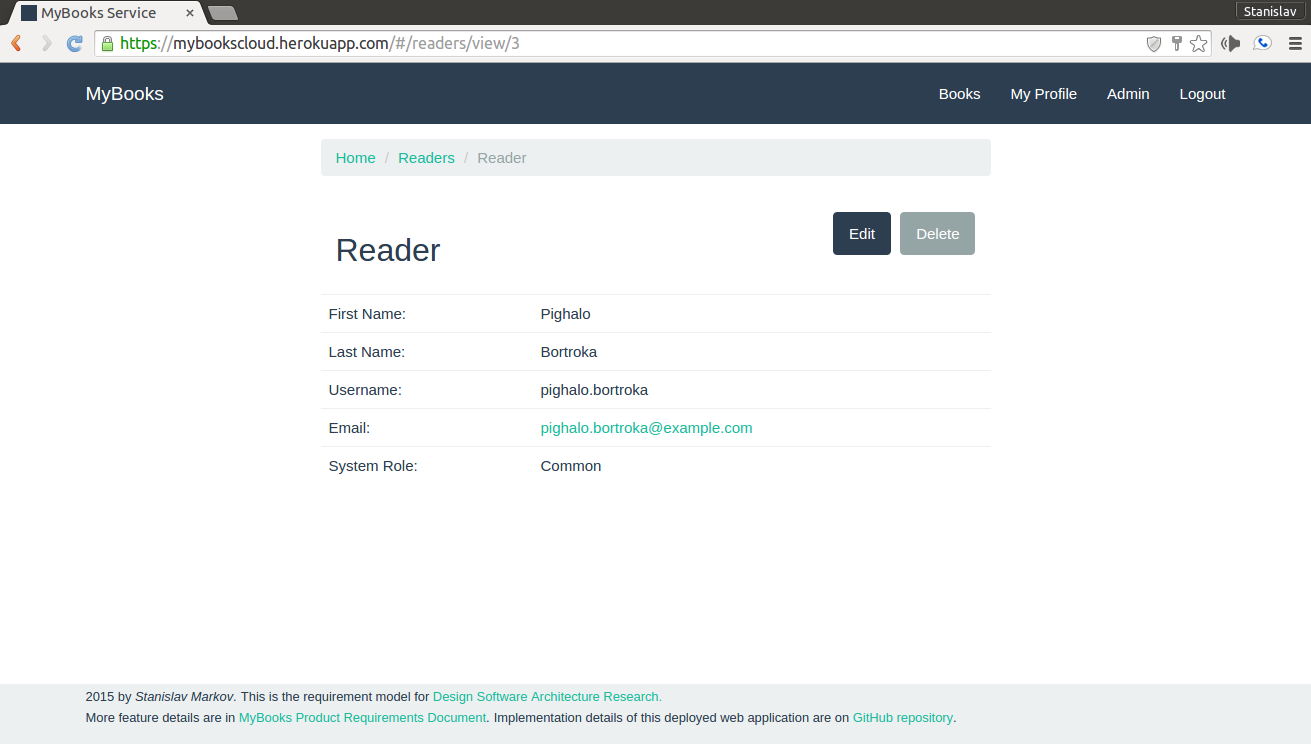 MyBooks Service ×
Stanislav
https://mybookscloud.herokuapp.com/#/readers/view/3
MyBooks Books My Profile Admin Logout
Home / Readers / Reader
Reader Edit Delete
First Name: Pighalo
Last Name: Bortroka
Username: pighalo.bortroka
Email: pighalo.bortroka@example.com
System Role: Common
2015 by Stanislav Markov. This is the requirement model for Design Software Architecture Research.
More feature details are in MyBooks Product Requirements Document. Implementation details of this deployed web application are on GitHub repository.